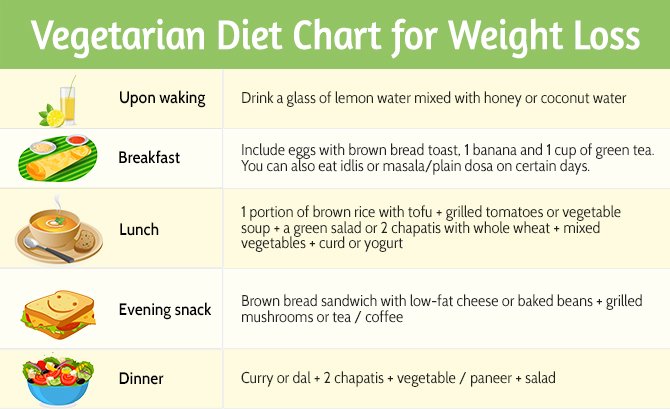 Vegetarian Diet Chart for Weight Loss
Upon waking
Drink a glass of lemon water mixed with honey or coconut water
Breakfast
Include eggs with brown bread toast, 1 banana and 1 cup of green tea.
You can also eat idlis or masala/plain dosa on certain days.
Lunch
1 portion of brown rice with tofu + grilled tomatoes or vegetable
soup + a green salad or 2 chapatis with whole wheat + mixed
vegetables + curd or yogurt
Evening snack
Brown bread sandwich with low-fat cheese or baked beans + grilled
mushrooms or tea / coffee
Dinner
Curry or dal + 2 chapatis + vegetable / paneer + salad